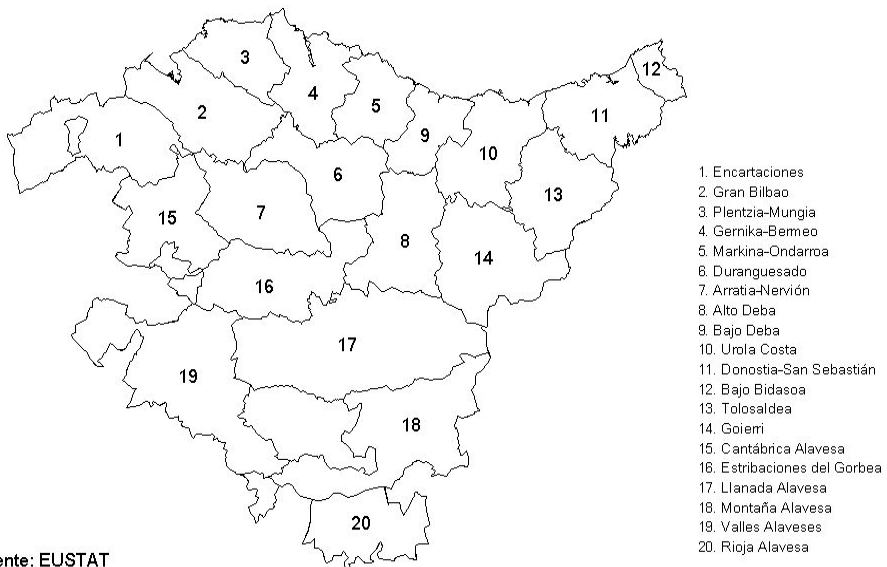 3
12
4
5
11
2
9
1
10
6
13
15
7
8
14
16
17
19
18
20
1. Encartaciones
2. Gran Bilbao
3. Plentzia-Mungia
4. Gernika-Bermeo
5. Markina-Ondarroa
6. Duranguesado
7. Arratia-Nervión
8. Alto Deba
9. Bajo Deba
10. Urola Costa
11. Donostia-San Sebastián
12. Bajo Bidasoa
13. Tolosaldea
14. Goierri
15. Cantábrica Alavesa
16. Estribaciones del Gorbea
17. Llanada Alavesa
18. Montaña Alavesa
19. Valles Alaveses
20. Rioja Alavesa
ente: EUSTAT